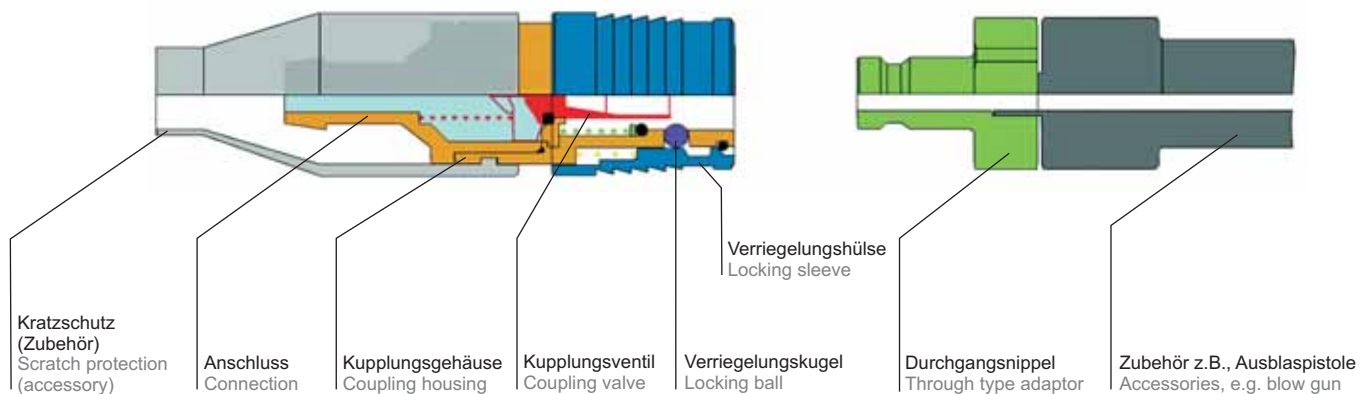 Verriegelungshülse
Locking sleeve
Kratzschutz
(Zubehör)
Scratch protection
(accessory)
Anschluss
Connection
Kupplungsgehäuse
Coupling housing
Kupplungsventil
Coupling valve
Verriegelungskugel
Locking ball
Durchgangsnippel
Through type adaptor
Zubehör z.B., Ausblaspistole
Accessories, e.g. blow gun